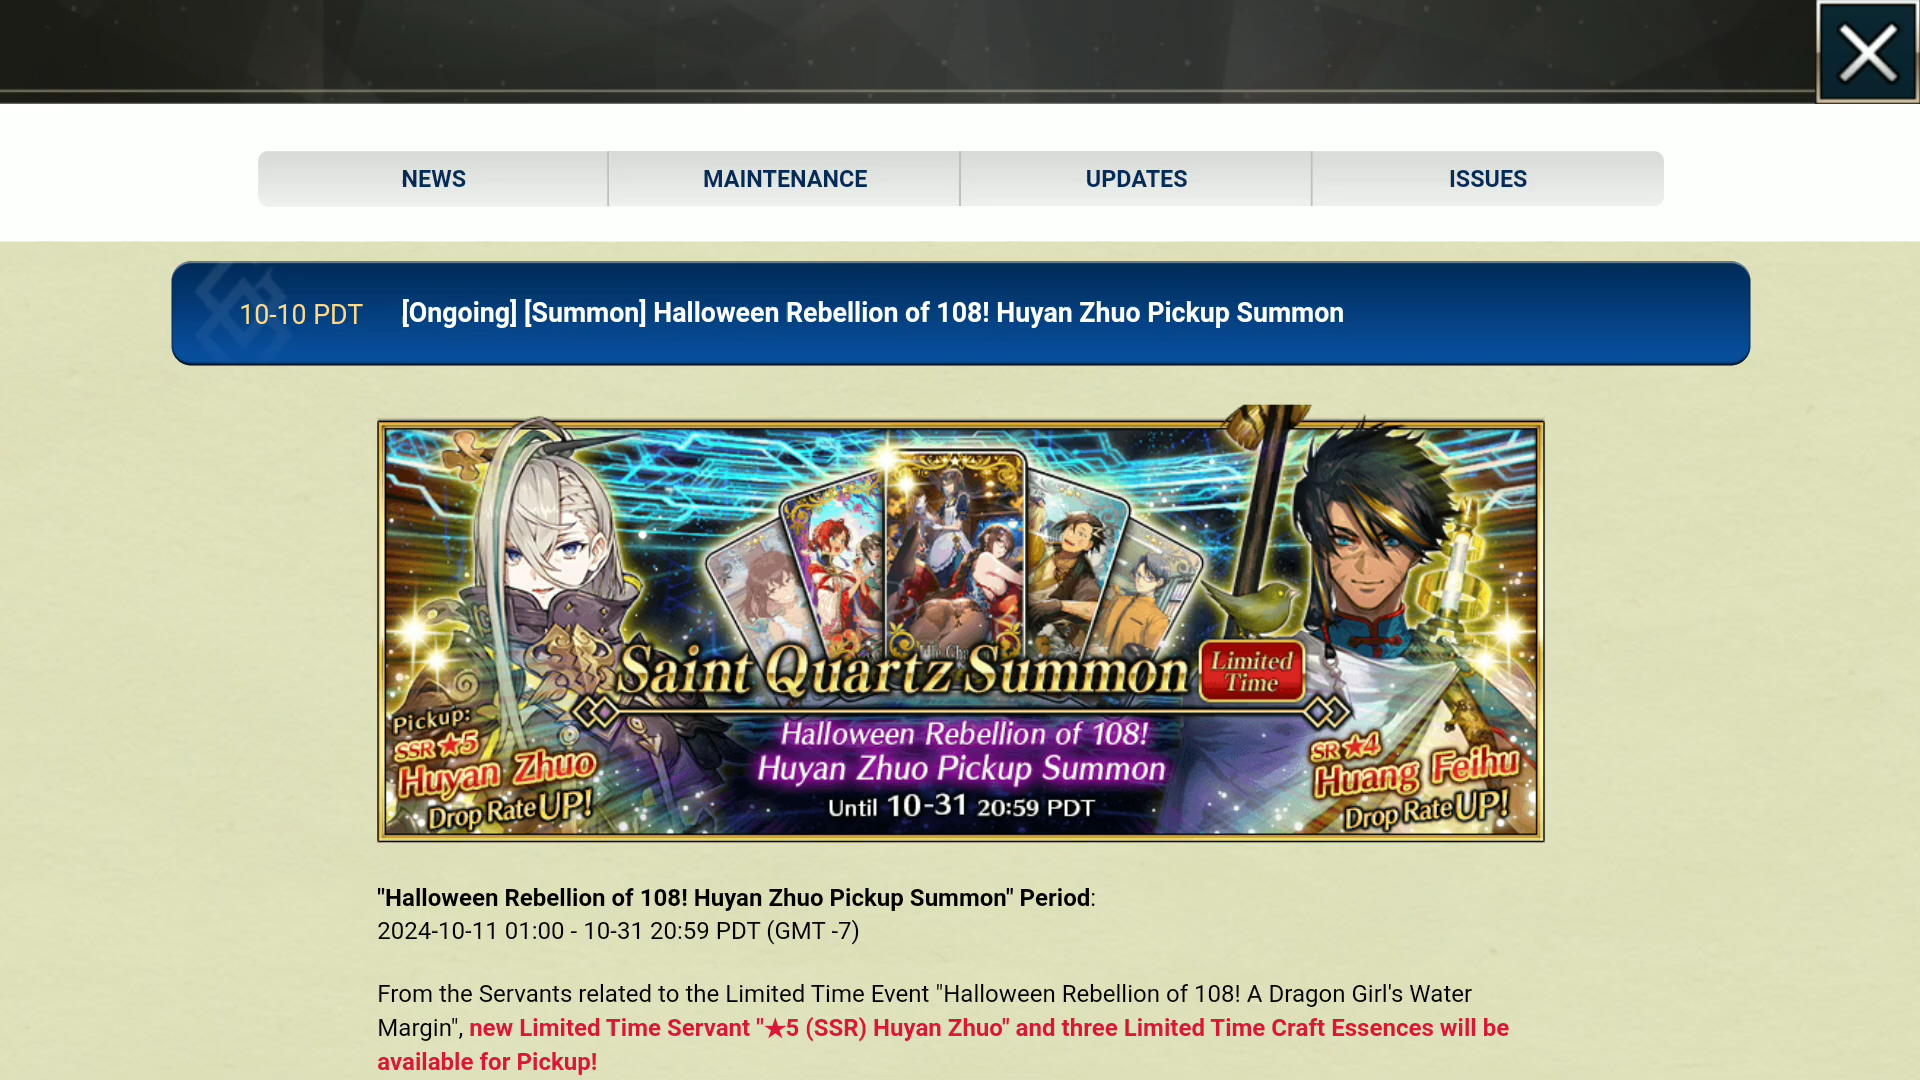 NEWS
MAINTENANCE
UPDATES
ISSUES
10-10 PDT
[Ongoing] [Summon] Halloween Rebellion of 108! Huyan Zhuo Pickup Summon
Saint Quartz Summon
Limited
Time
Pickup:
SSR ★5
Huyan Zhuo
Drop Rate UP!
Halloween Rebellion of 108!
Huyan Zhuo Pickup Summon
Until 10-31 20:59 PDT
SR ★4
Huang Feihu
Drop Rate UP!
"Halloween Rebellion of 108! Huyan Zhuo Pickup Summon" Period:
2024-10-11 01:00 - 10-31 20:59 PDT (GMT -7)
From the Servants related to the Limited Time Event "Halloween Rebellion of 108! A Dragon Girl's Water
Margin", new Limited Time Servant "★5 (SSR) Huyan Zhuo" and three Limited Time Craft Essences will be
available for Pickup!